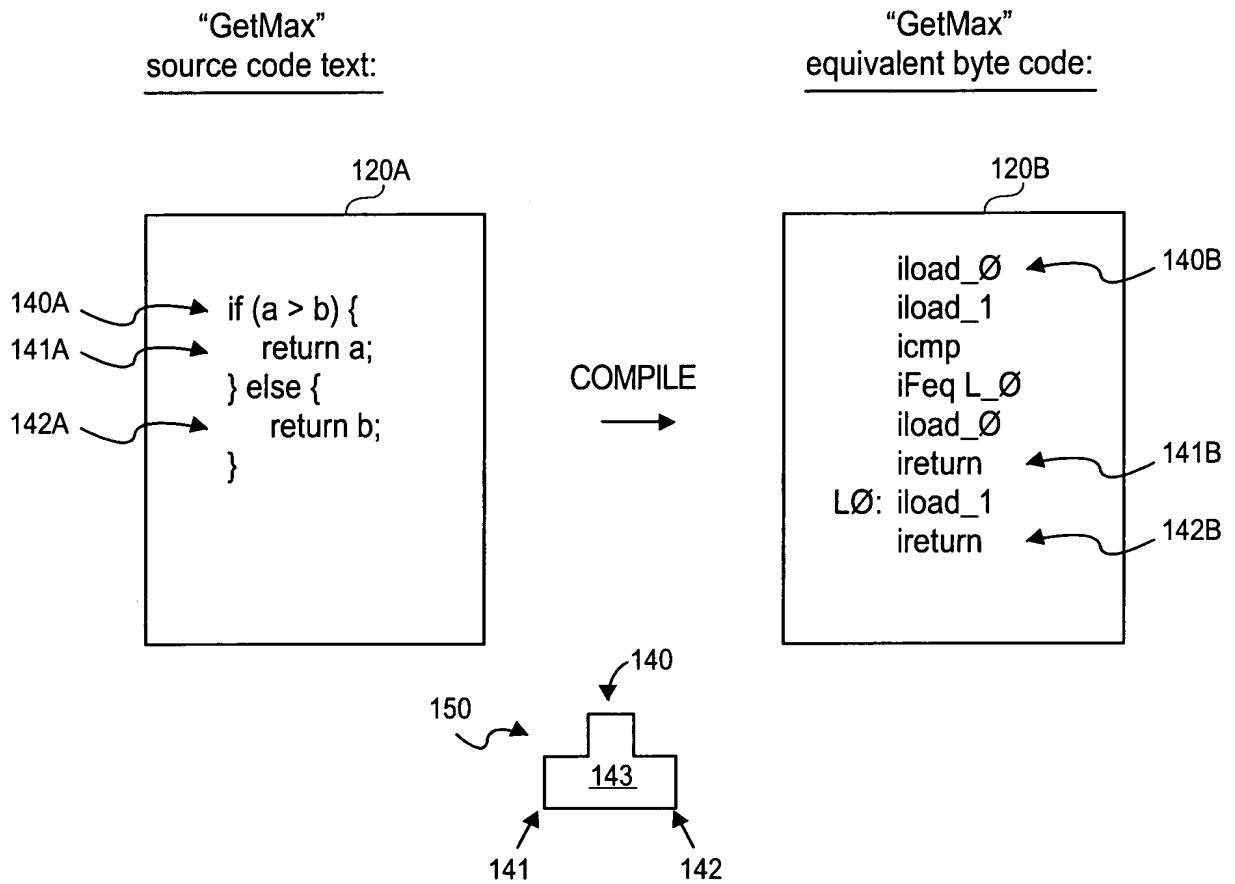 “GetMax”
source code text:
“GetMax”
equivalent byte code:
120A
120B
140A
if (a > b) {
141A
return a;
} else {
142A
return b;
}
COMPILE
iload_Ø
140B
iload_1
icmp
iFeq L_Ø
iload_Ø
ireturn
141B
LØ: iload_1
ireturn
142B
140
150
143
141
142